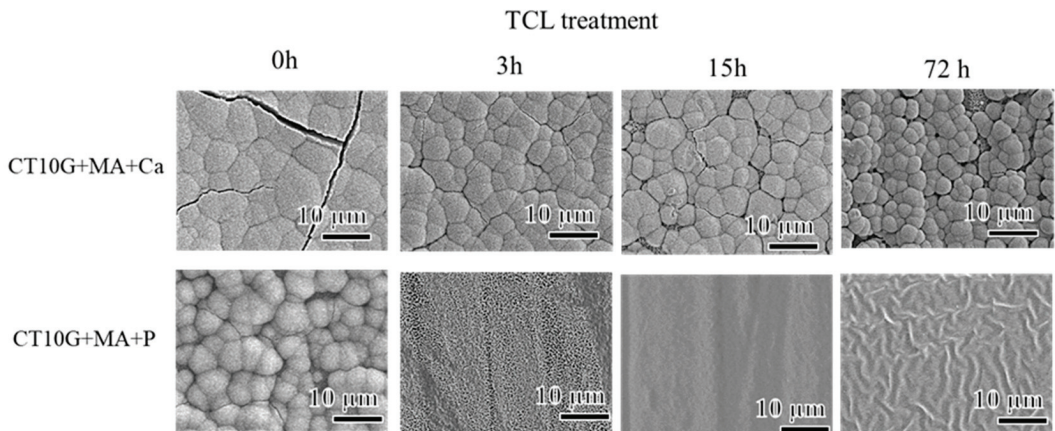 TCL treatment
0h
3h
15h
72 h
CT10G+MA+Ca
10 μm
10 μm
10 μm
10 μm
CT10G+MA+P
10 μm
10 μm
10 μm
10 μm